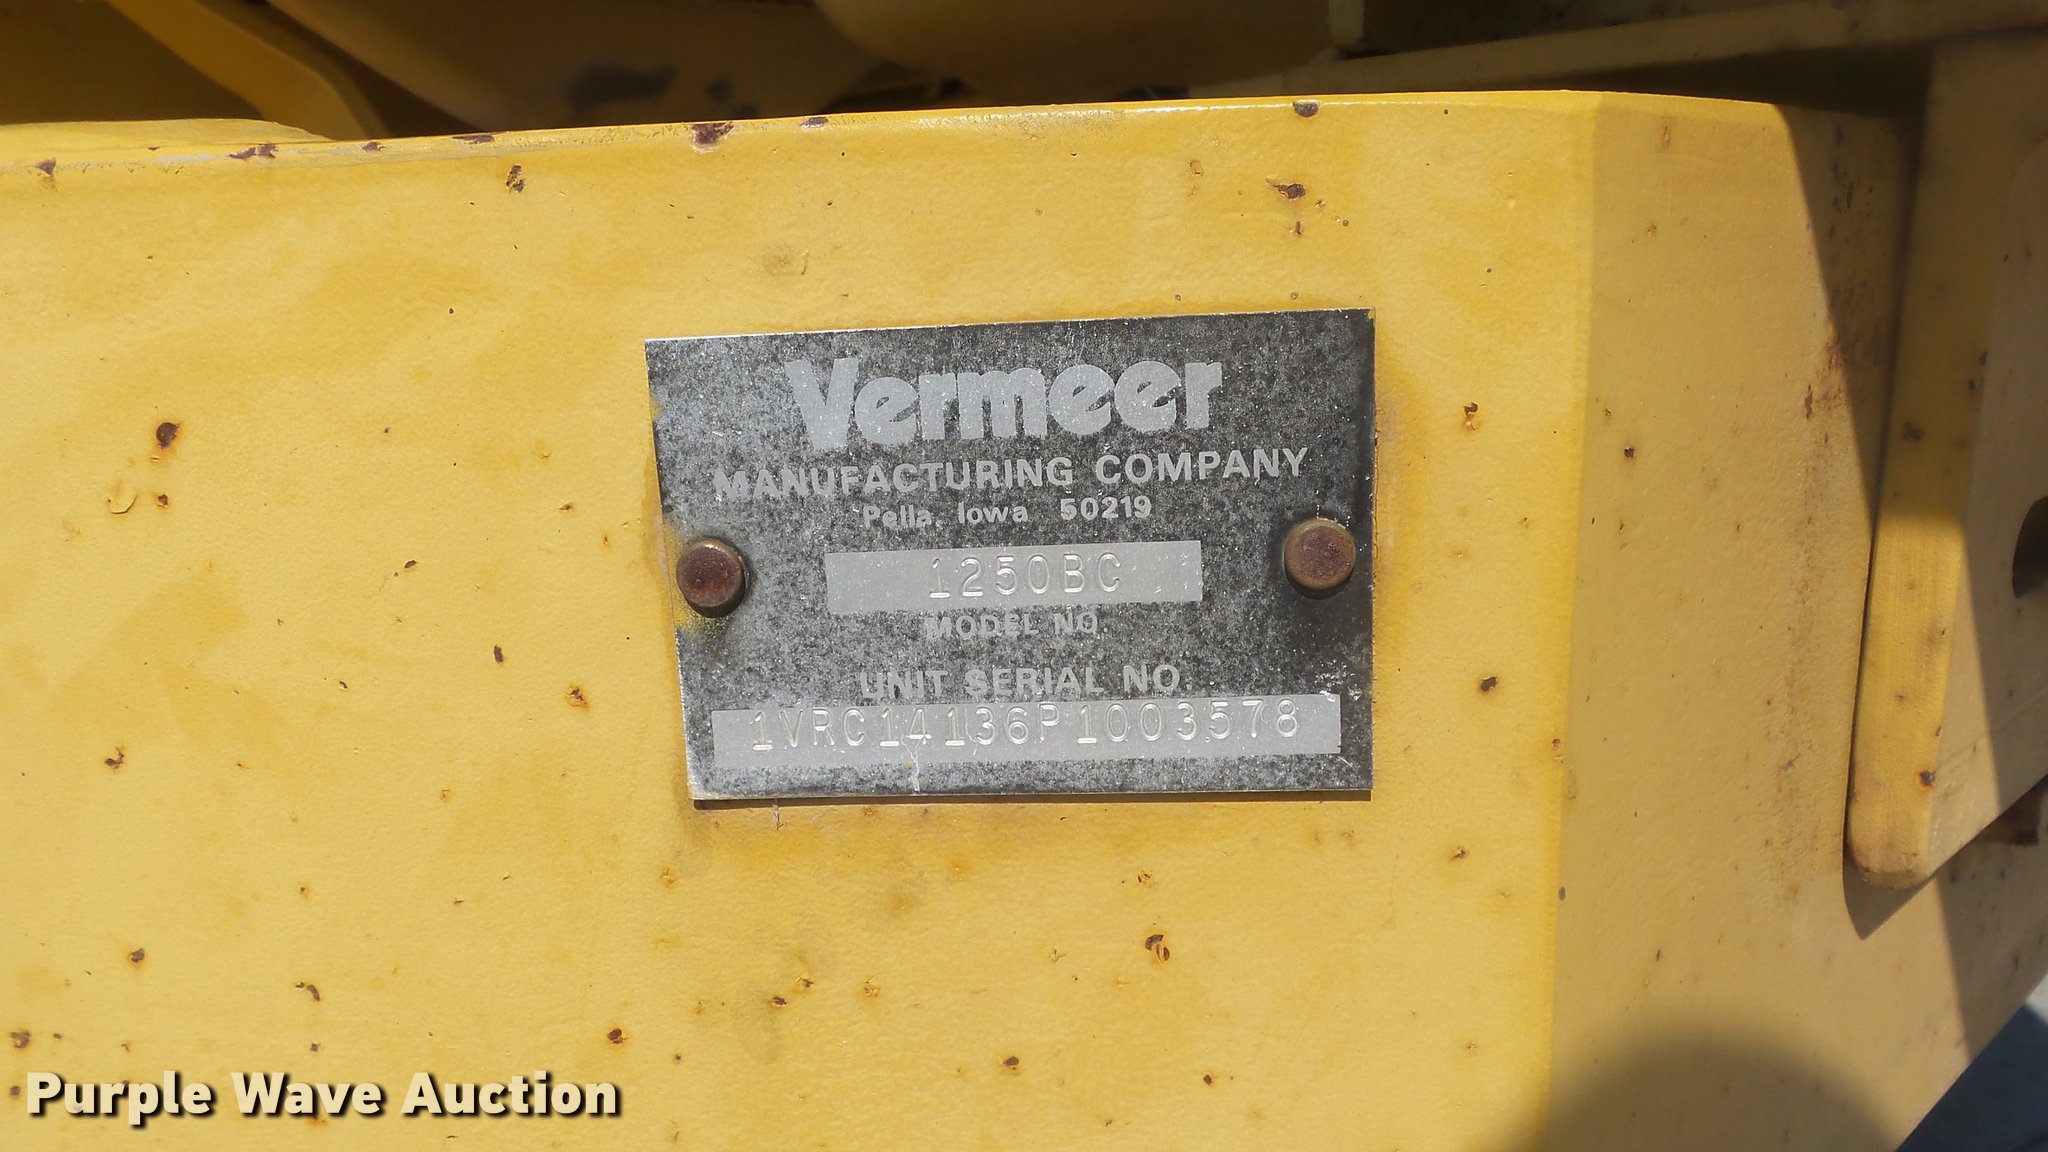 Vermeer
MANUFACTURING COMPANY
Pella, Iowa 50219
1250BC
MODEL NO.
UNIT SERIAL NO.
1VRC14136P1003578
Purple Wave Auction